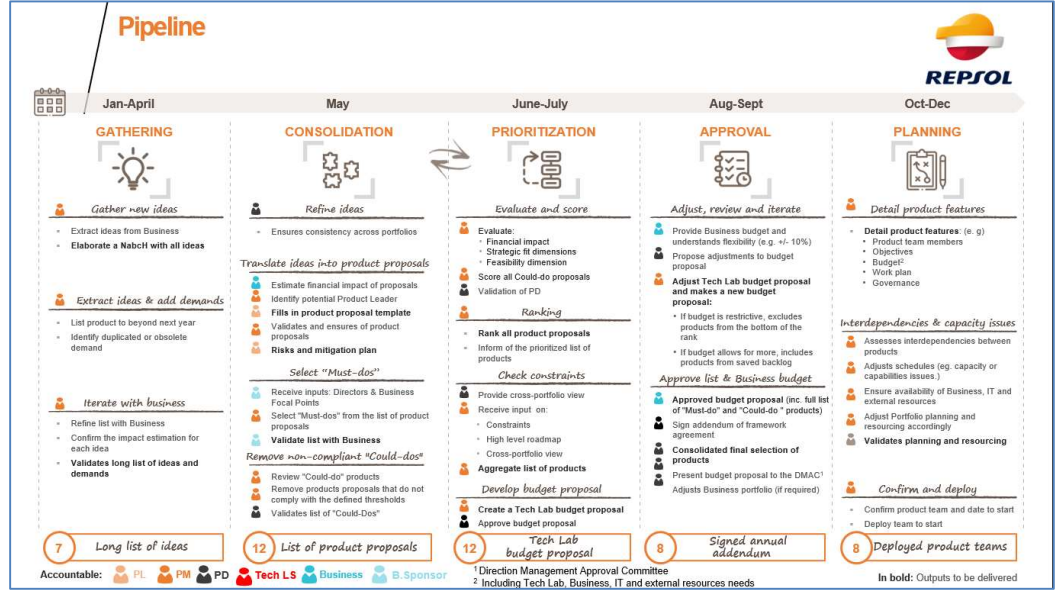 Pipeline
REPSOL
Jan-April
May
June-July
Aug-Sept
Oct-Dec
GATHERING
Gather new ideas
Extract ideas from Business
Elaborate a NabcH with all ideas
Extract ideas & add demands
List product to beyond next year
Identify duplicated or obsolete
demand
Iterate with business
Refine list with Business
Confirm the impact estimation for
each idea
Validates long list of ideas and
demands
7
Long list of ideas
CONSOLIDATION
Refine ideas
Ensures consistency across portfolios
Translate ideas into product proposals
Estimate financial impact of proposals
Identify potential Product Leader
Fills in product proposal template
Validates and ensures of product
proposals
Risks and mitigation plan
Select "Must-dos"
Receive inputs: Directors & Business
Focal Points
Select "Must-dos" from the list of product
proposals
Validate list with Business
Remove non-compliant "Could-dos"
Review "Could-do" products
Remove products proposals that do not
comply with the defined thresholds
Validates list of "Could-Dos"
12
List of product proposals
PRIORITIZATION
Evaluate and score
Evaluate:
• Financial impact
• Strategic fit dimensions
• Feasibility dimension
Score all Could-do proposals
Validation of PD
Ranking
Rank all product proposals
Inform of the prioritized list of
products
Check constraints
Provide cross-portfolio view
Receive input on:
Constraints
High level roadmap
Cross-portfolio view
Aggregate list of products
Develop budget proposal
Create a Tech Lab budget proposal
Approve budget proposal
12
Tech Lab
budget proposal
APPROVAL
Adjust, review and iterate
Provide Business budget and
understands flexibility (e.g. +/- 10%)
Propose adjustments to budget
proposal
Adjust Tech Lab budget proposal
and makes a new budget
proposal:
• If budget is restrictive, excludes
products from the bottom of the
rank
• If budget allows for more, includes
products from saved backlog
Approve list & Business budget
Approved budget proposal (inc. full list
of "Must-do" and "Could-do" products)
Sign addendum of framework
agreement
Consolidated final selection of
products
Present budget proposal to the DMAC¹
Adjusts Business portfolio (if required)
8
Signed annual
addendum
PLANNING
Detail product features
Detail product features: (e. g)
• Product team members
• Objectives
• Budget²
• Work plan
• Governance
Interdependencies & capacity issues
Assesses interdependencies between
products
Adjusts schedules (eg. capacity or
capabilities issues.)
Ensure availability of Business, IT and
external resources
Adjust Portfolio planning and
resourcing accordingly
Validates planning and resourcing
Confirm and deploy
Confirm product team and date to start
Deploy team to start
8
Deployed product teams
Accountable: PL PM PD Tech LS Business B.Sponsor
¹ Direction Management Approval Committee
² Including Tech Lab, Business, IT and external resources needs
In bold: Outputs to be delivered